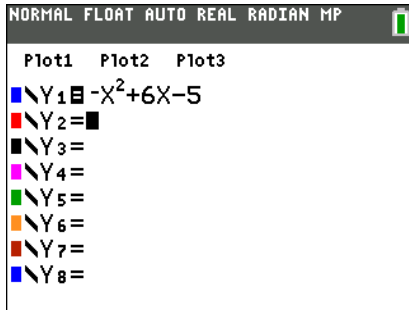 NORMAL FLOAT AUTO REAL RADIAN MP
Plot1 Plot2 Plot3
\Y₁=-X²+6X-5
\Y₂=
\Y₃=
\Y₄=
\Y₅=
\Y₆=
\Y₇=
\Y₈=